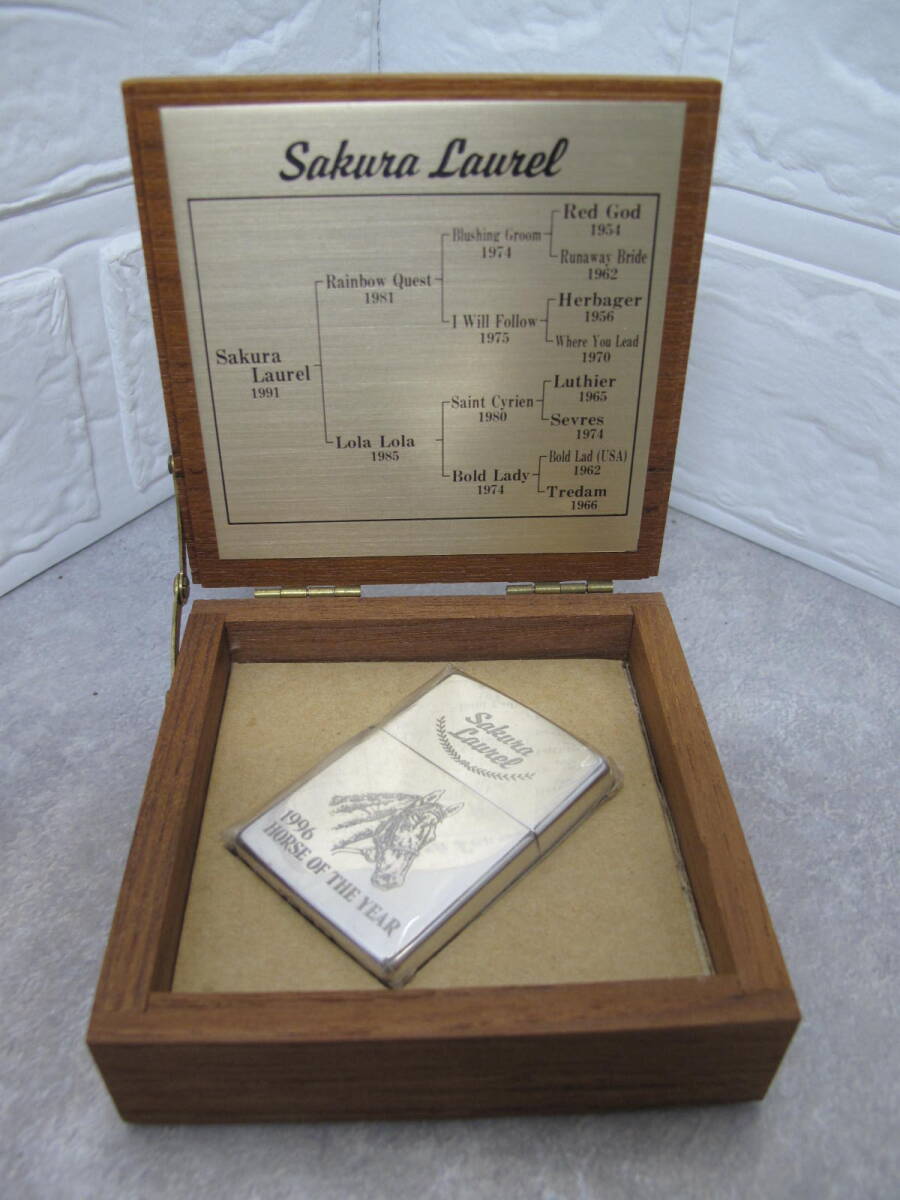 Sakura Laurel
Red God
1954
Blushing Groom
1974
Runaway Bride
1962
Rainbow Quest
1981
Herbager
1956
I Will Follow
1975
Where You Lead
1970
Sakura
Laurel
1991
Luthier
1965
Saint Cyrien
1980
Sevres
1974
Lola Lola
1985
Bold Lad (USA)
1962
Bold Lady
1974
Tredam
1966
Sakura
Laurel
1996
HORSE OF THE YEAR